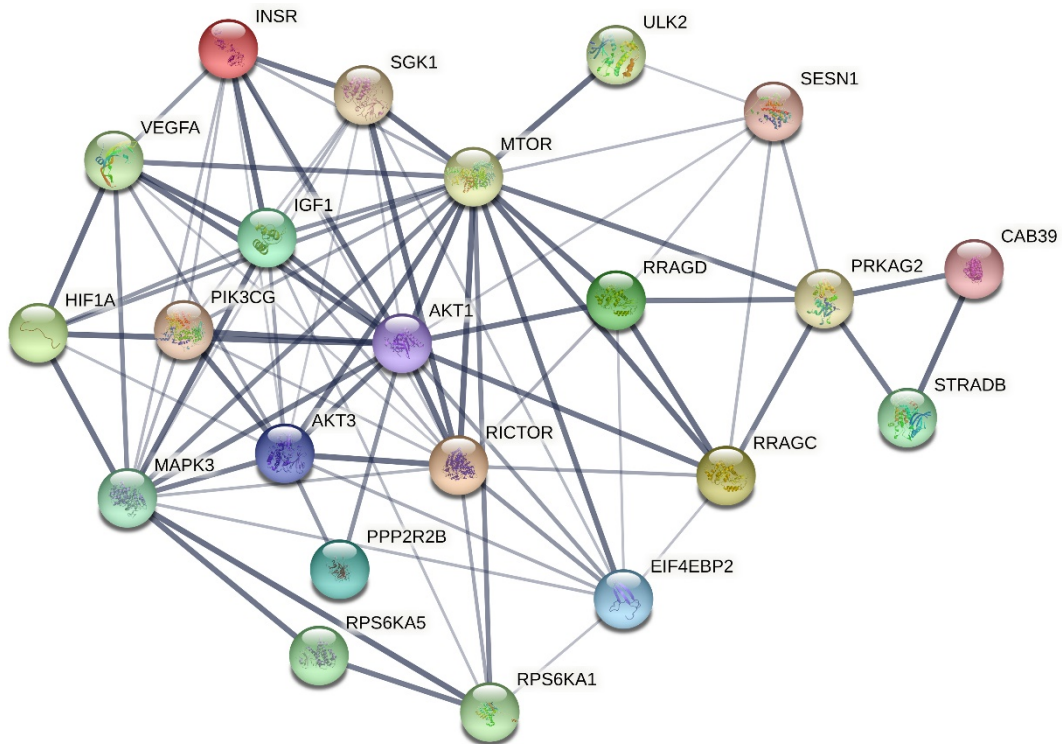 INSR
ULK2
SGK1
SESN1
VEGFA
MTOR
IGF1
CAB39
RRAGD
PRKAG2
HIF1A
PIK3CG
AKT1
STRADB
AKT3
RICTOR
RRAGC
MAPK3
PPP2R2B
EIF4EBP2
RPS6KA5
RPS6KA1